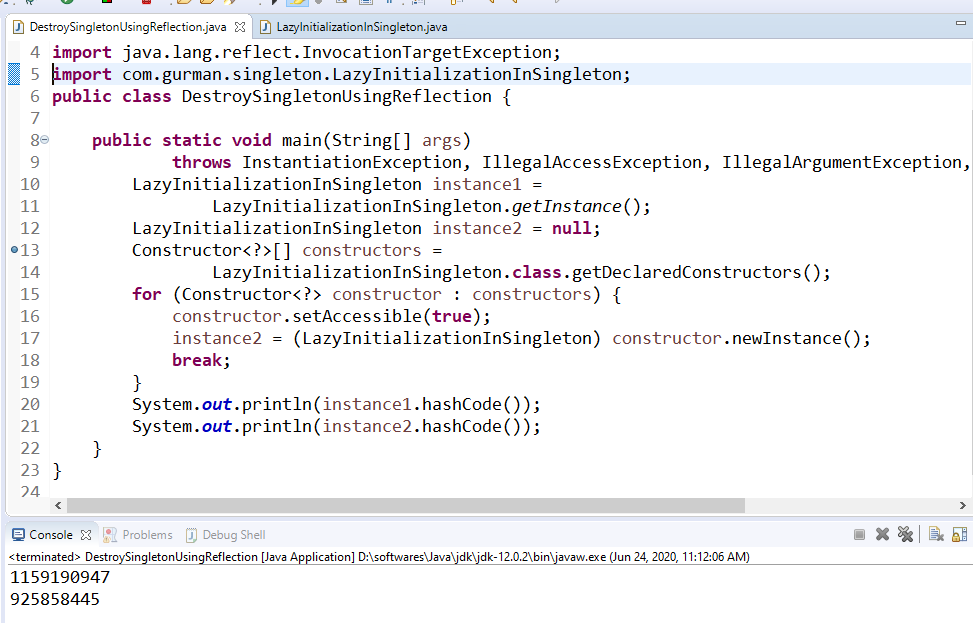 DestroySingletonUsingReflection.java LazyInitializationInSingleton.java
4 import java.lang.reflect.InvocationTargetException;
5 import com.gurman.singleton.LazyInitializationInSingleton;
6 public class DestroySingletonUsingReflection {
7
8 public static void main(String[] args)
9 throws InstantiationException, IllegalAccessException, IllegalArgumentException,
10 LazyInitializationInSingleton instance1 =
11 LazyInitializationInSingleton.getInstance();
12 LazyInitializationInSingleton instance2 = null;
13 Constructor<?>[] constructors =
14 LazyInitializationInSingleton.class.getDeclaredConstructors();
15 for (Constructor<?> constructor : constructors) {
16 constructor.setAccessible(true);
17 instance2 = (LazyInitializationInSingleton) constructor.newInstance();
18 break;
19 }
20 System.out.println(instance1.hashCode());
21 System.out.println(instance2.hashCode());
22 }
23 }
24
Console Problems Debug Shell
<terminated> DestroySingletonUsingReflection [Java Application] D:\softwares\Java\jdk\jdk-12.0.2\bin\javaw.exe (Jun 24, 2020, 11:12:06 AM)
1159190947
925858445